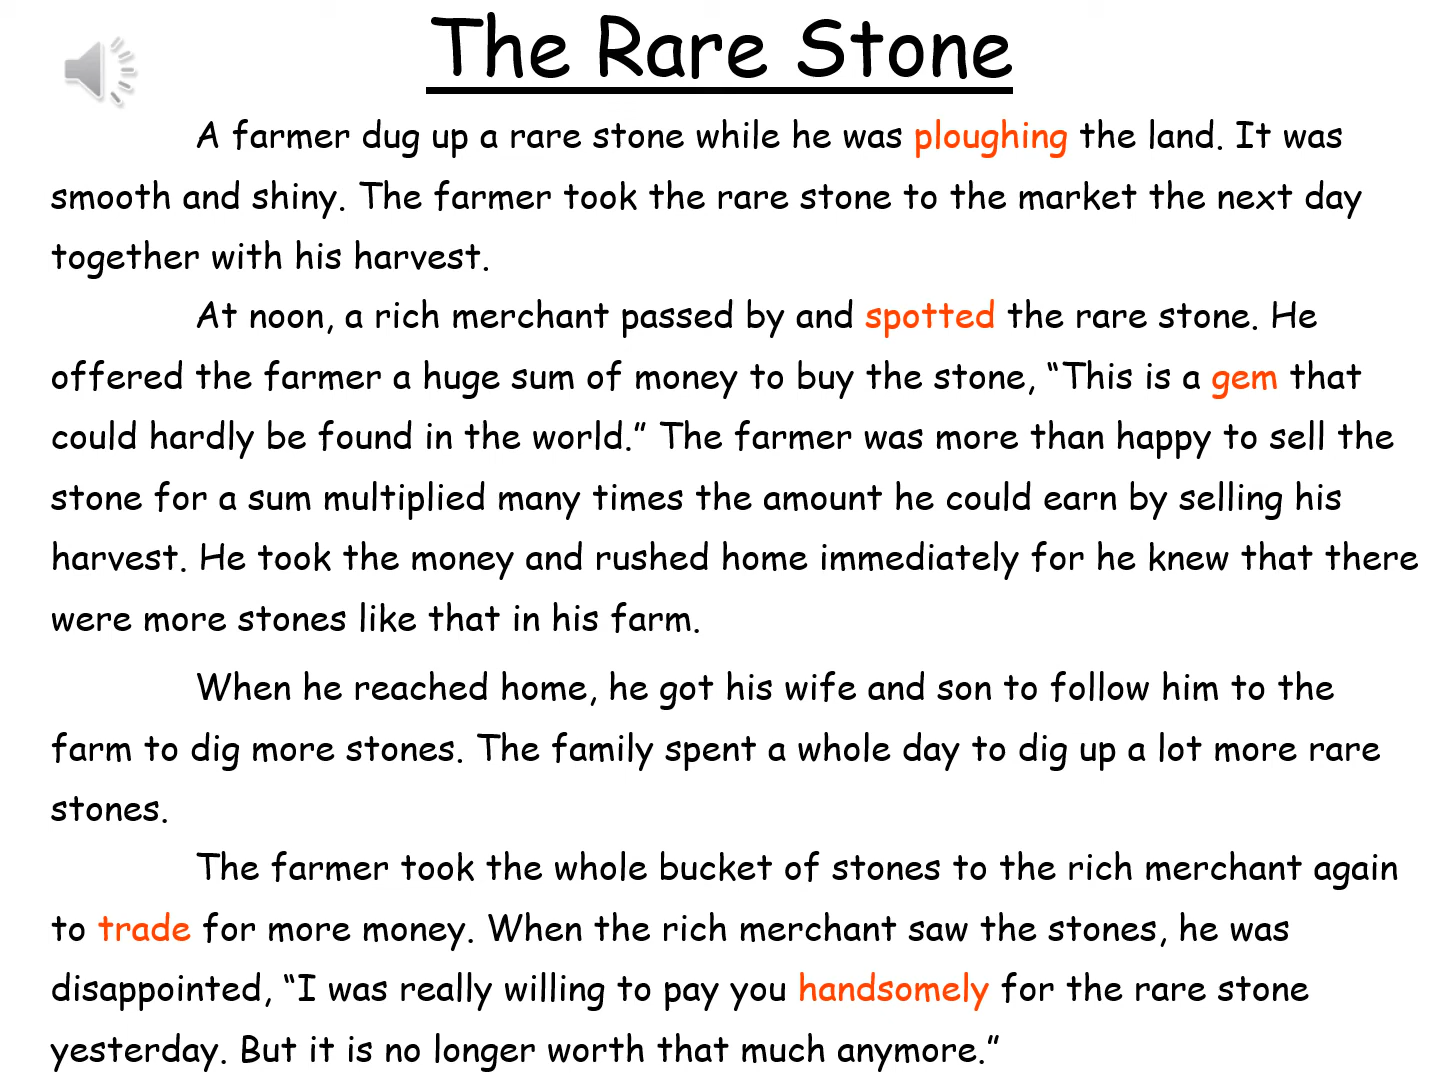 The Rare Stone
A farmer dug up a rare stone while he was ploughing the land. It was
smooth and shiny. The farmer took the rare stone to the market the next day
together with his harvest.
At noon, a rich merchant passed by and spotted the rare stone. He
offered the farmer a huge sum of money to buy the stone, “This is a gem that
could hardly be found in the world.” The farmer was more than happy to sell the
stone for a sum multiplied many times the amount he could earn by selling his
harvest. He took the money and rushed home immediately for he knew that there
were more stones like that in his farm.
When he reached home, he got his wife and son to follow him to the
farm to dig more stones. The family spent a whole day to dig up a lot more rare
stones.
The farmer took the whole bucket of stones to the rich merchant again
to trade for more money. When the rich merchant saw the stones, he was
disappointed, “I was really willing to pay you handsomely for the rare stone
yesterday. But it is no longer worth that much anymore.”